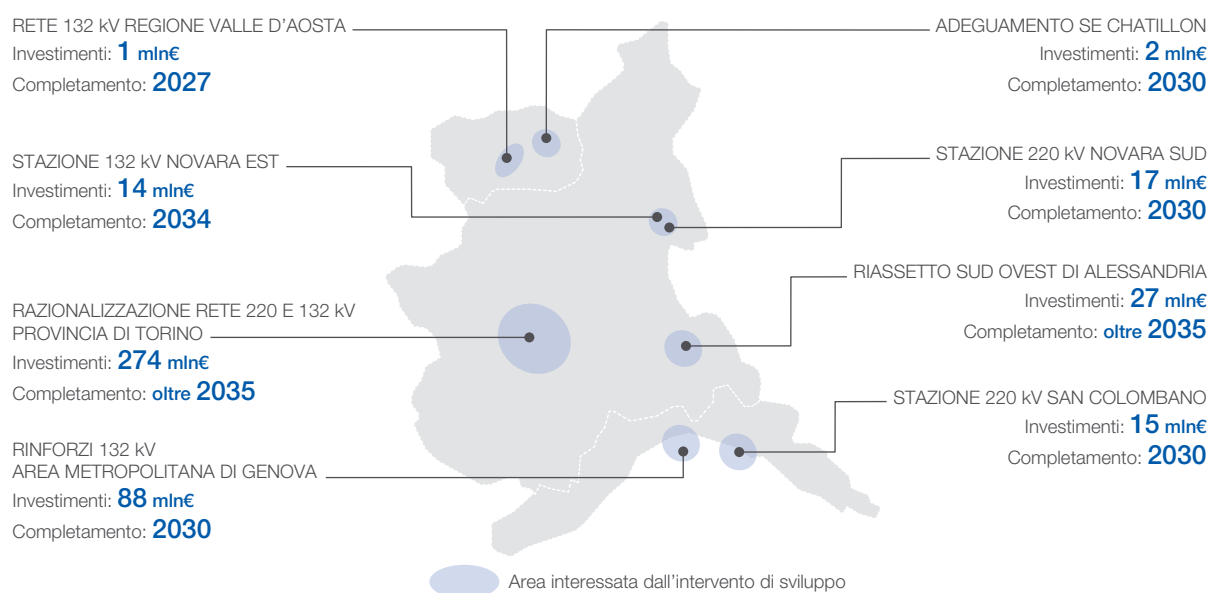 RETE 132 kV REGIONE VALLE D'AOSTA
Investimenti: 1 mln€
Completamento: 2027
STAZIONE 132 kV NOVARA EST
Investimenti: 14 mln€
Completamento: 2034
RAZIONALIZZAZIONE RETE 220 E 132 kV
PROVINCIA DI TORINO
Investimenti: 274 mln€
Completamento: oltre 2035
RINFORZI 132 kV
AREA METROPOLITANA DI GENOVA
Investimenti: 88 mln€
Completamento: 2030
ADEGUAMENTO SE CHATILLON
Investimenti: 2 mln€
Completamento: 2030
STAZIONE 220 kV NOVARA SUD
Investimenti: 17 mln€
Completamento: 2030
RIASSETTO SUD OVEST DI ALESSANDRIA
Investimenti: 27 mln€
Completamento: oltre 2035
STAZIONE 220 kV SAN COLOMBANO
Investimenti: 15 mln€
Completamento: 2030
Area interessata dall'intervento di sviluppo